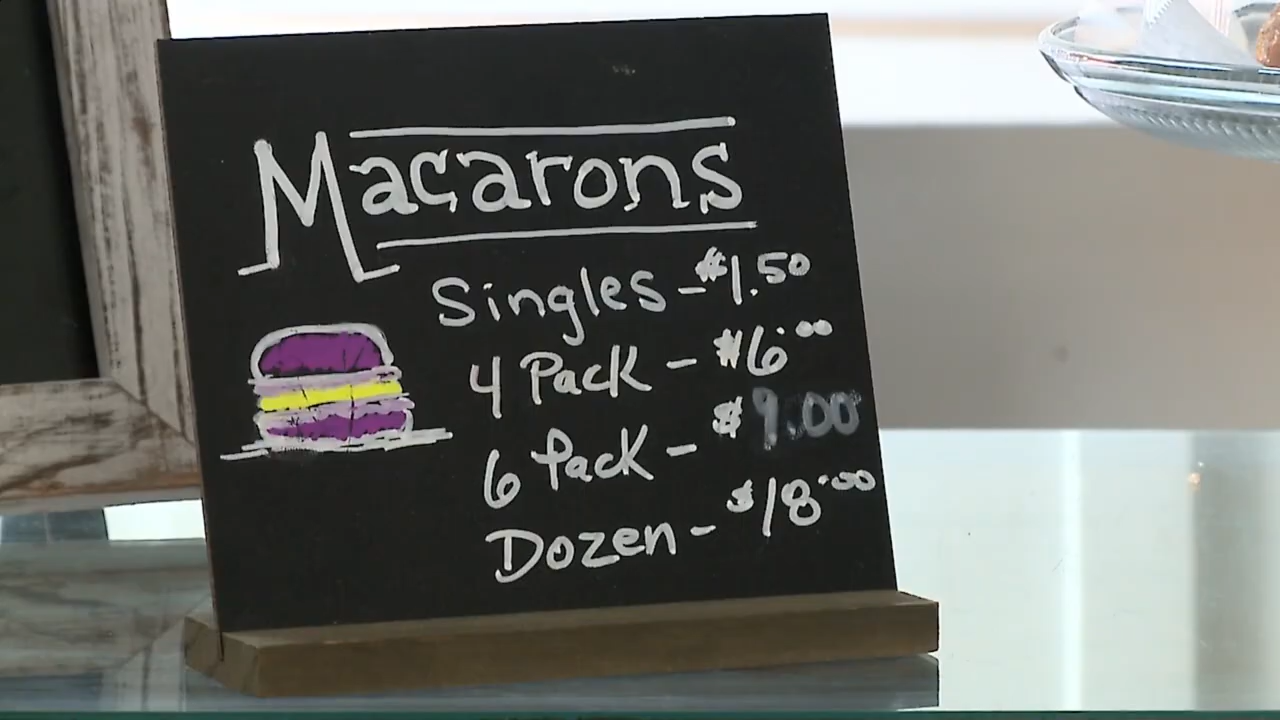 Macarons
Singles - $1.50
4 Pack - $6.00
6 Pack - $9.00
Dozen - $18.00